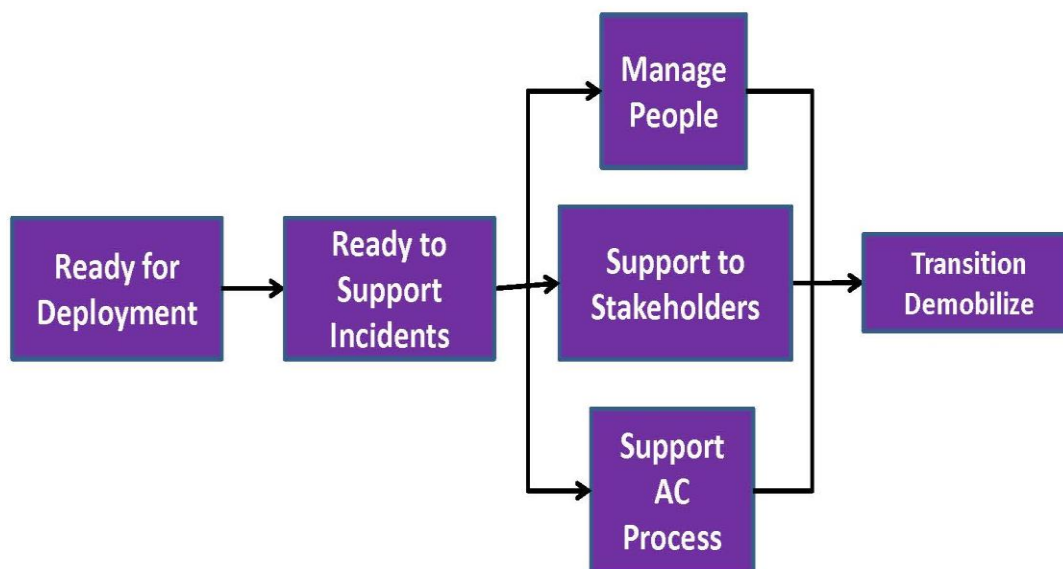 Ready for
Deployment
Ready to
Support
Incidents
Manage
People
Support to
Stakeholders
Support
AC
Process
Transition
Demobilize